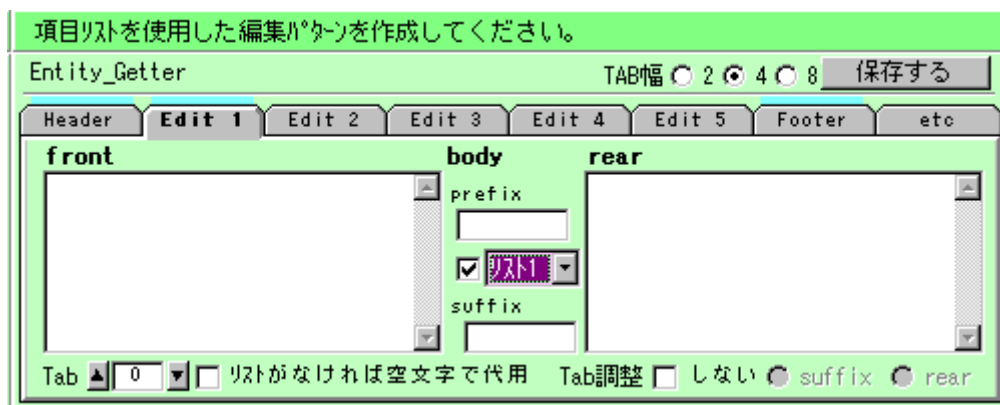 項目ﾘｽﾄを使用した編集ﾊﾟﾀｰﾝを作成してください。
Entity_Getter TAB幅 2 4 8 保存する
Header Edit 1 Edit 2 Edit 3 Edit 4 Edit 5 Footer etc
front body rear
prefix
ﾘｽﾄ1
suffix
Tab 0 ﾘｽﾄがなければ空文字で代用 Tab調整 しない suffix rear